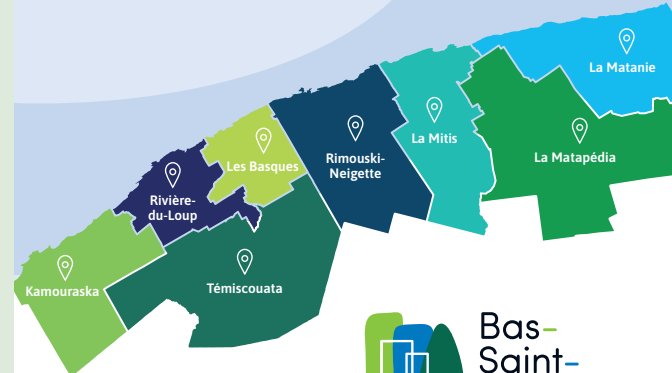 La Matanie
La Mitis
La Matapédia
Rimouski-
Neigette
Les Basques
Rivière-
du-Loup
Témiscouata
Kamouraska
Bas-
Saint-